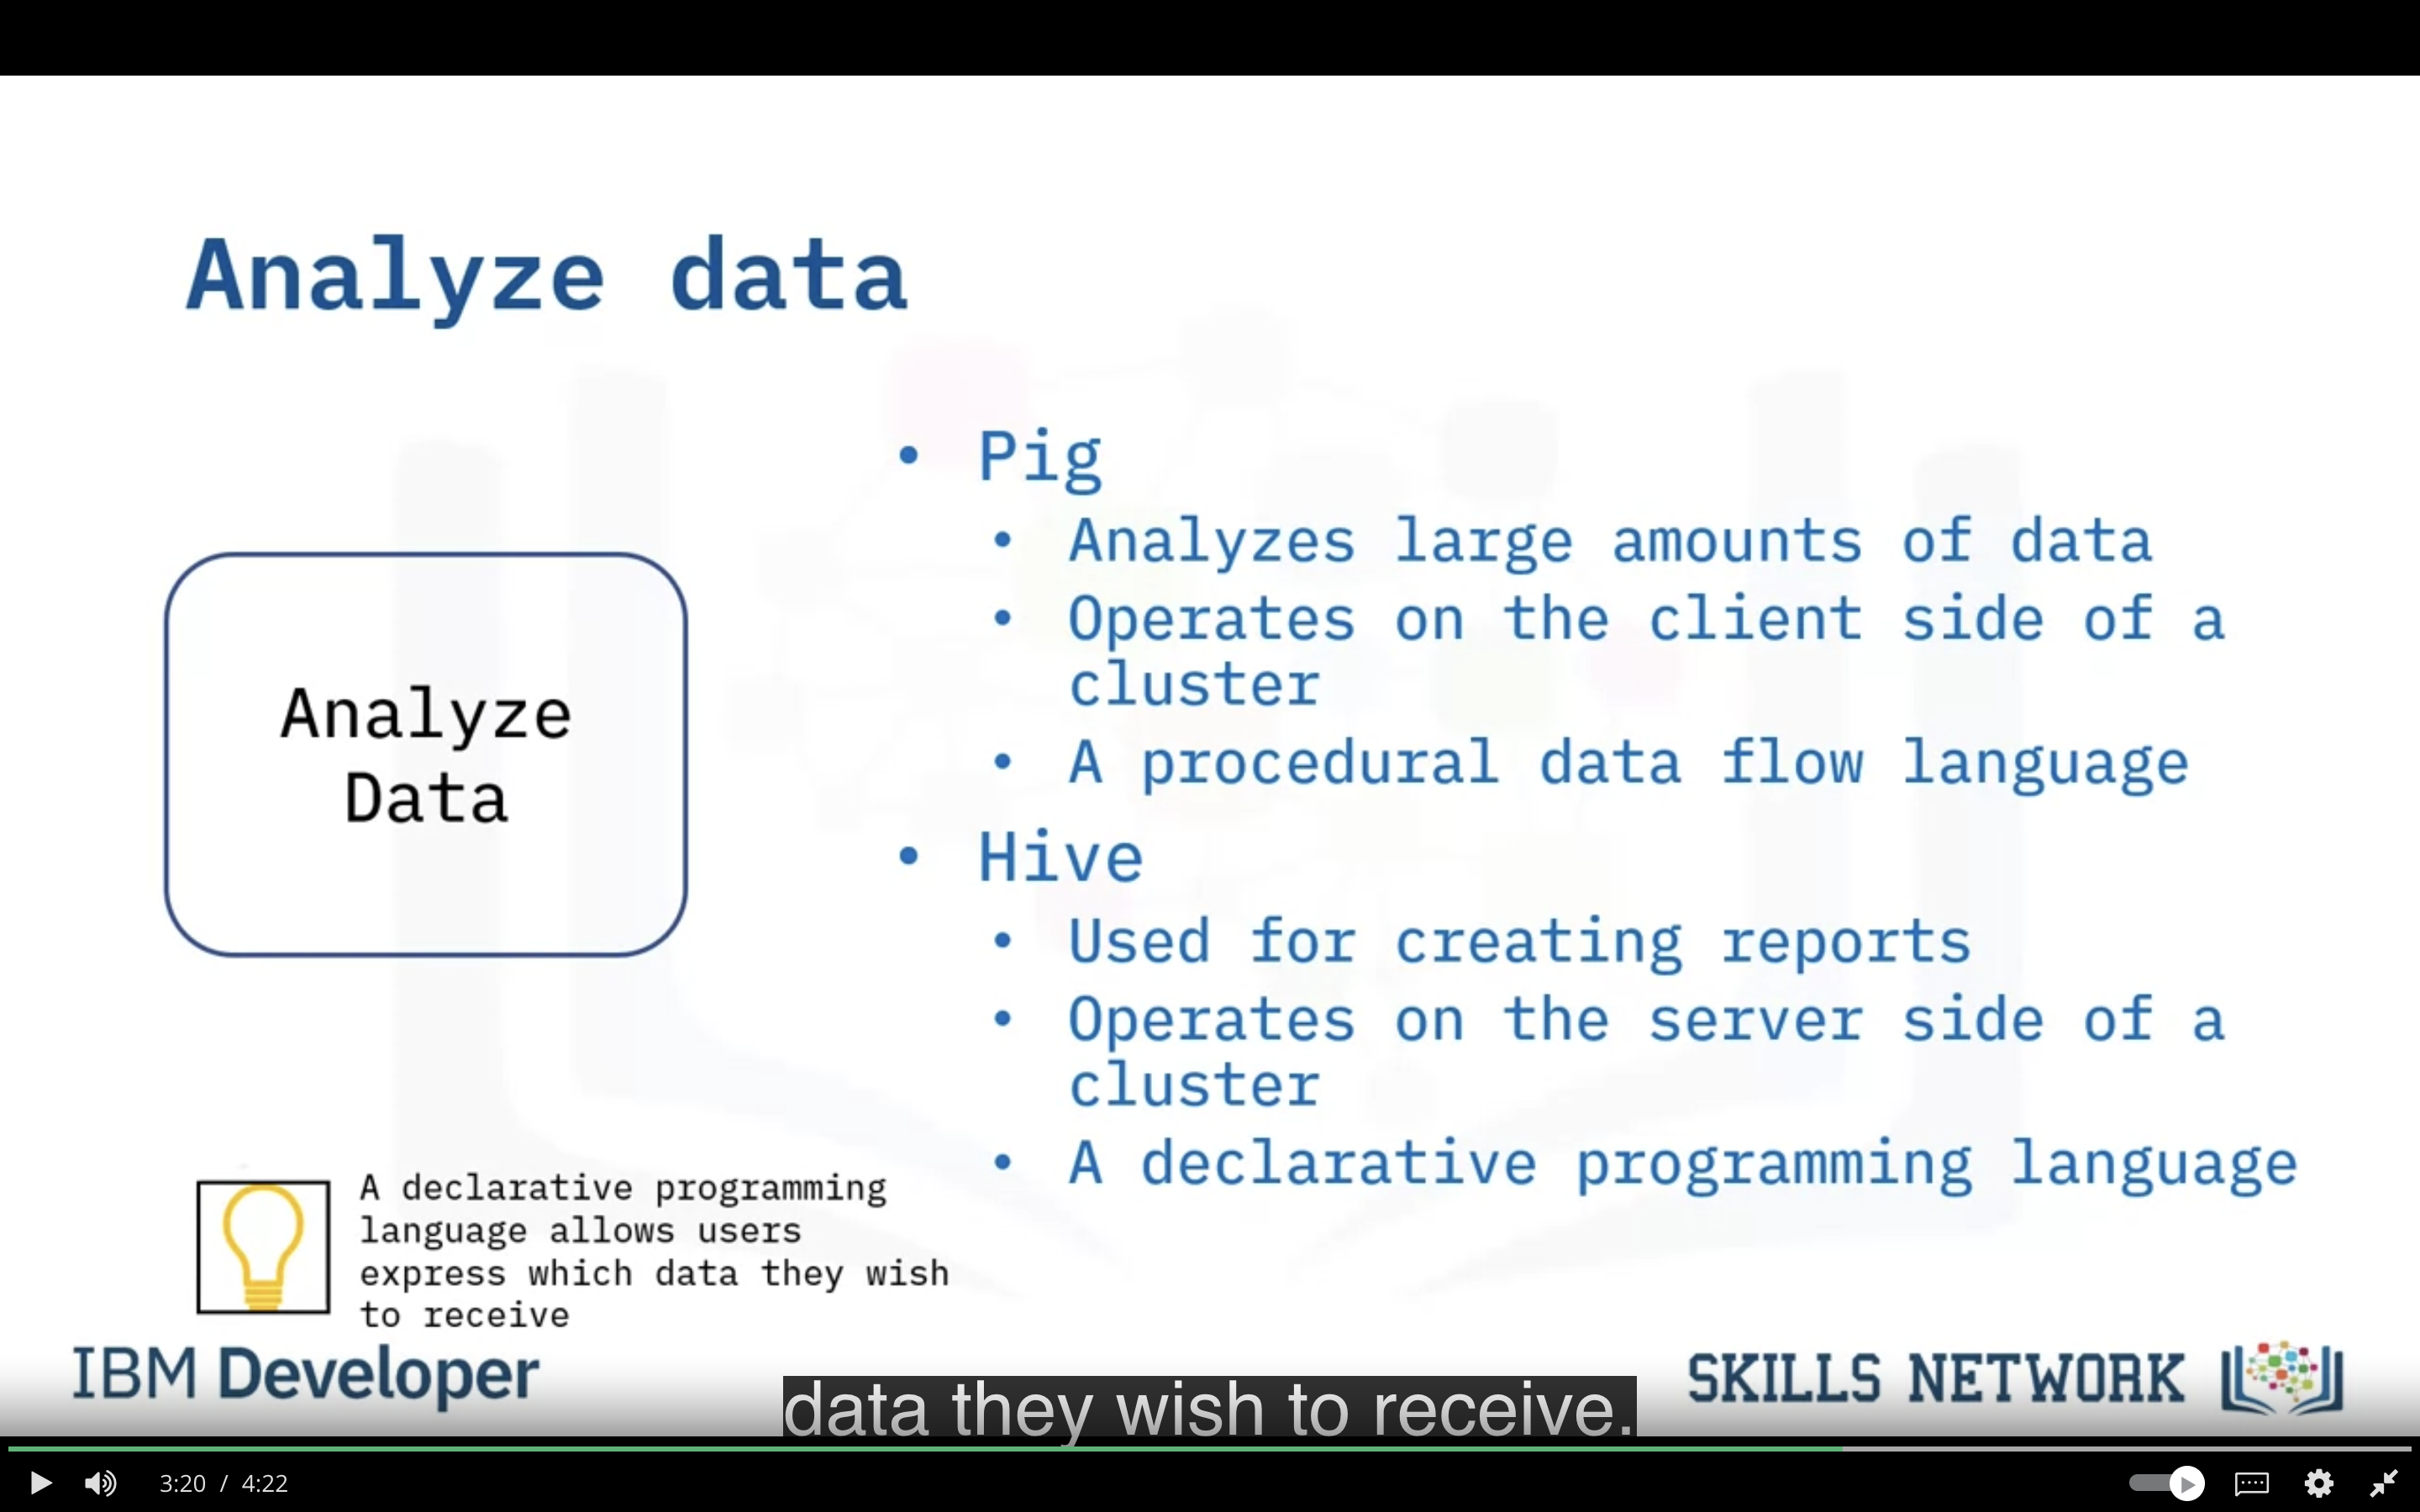 Analyze data
Analyze
Data
• Pig
• Analyzes large amounts of data
• Operates on the client side of a
cluster
• A procedural data flow language
• Hive
• Used for creating reports
• Operates on the server side of a
cluster
• A declarative programming language
A declarative programming
language allows users
express which data they wish
to receive
IBM Developer
SKILLS NETWORK
data they wish to receive.
3:20 / 4:22